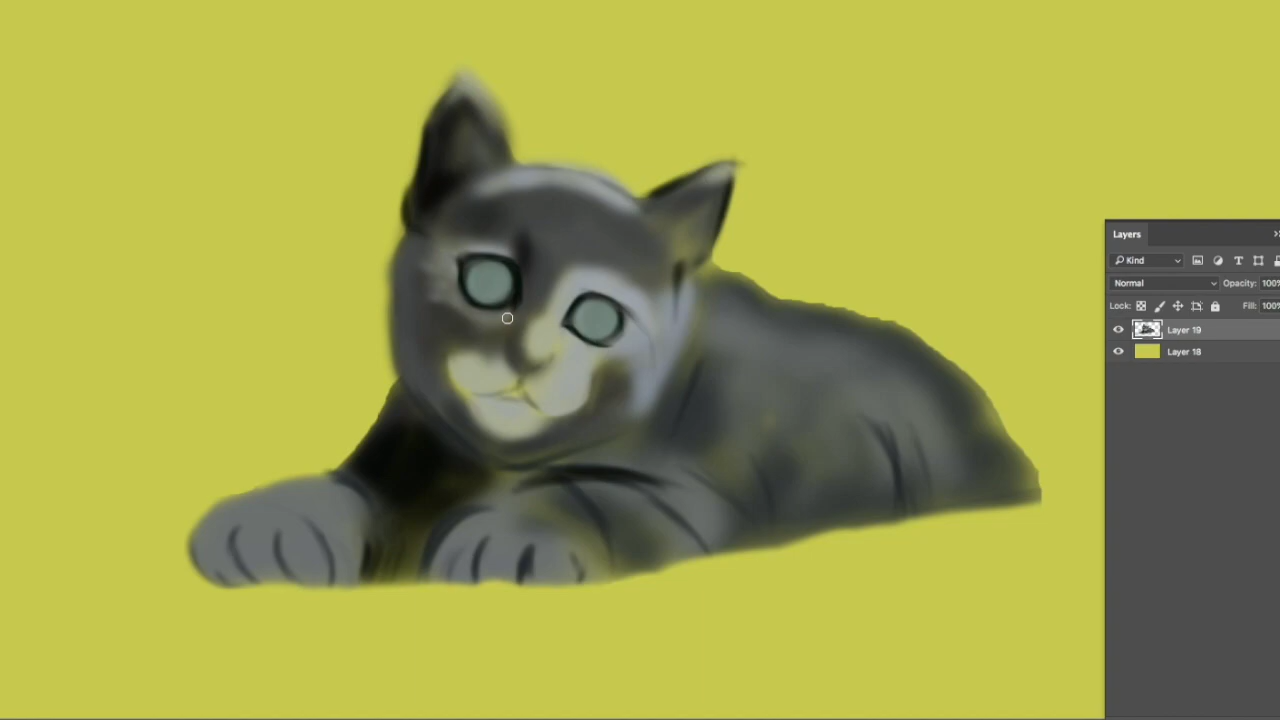 Layers
Kind
Normal Opacity: 100%
Lock: Fill: 100%
Layer 19
Layer 18